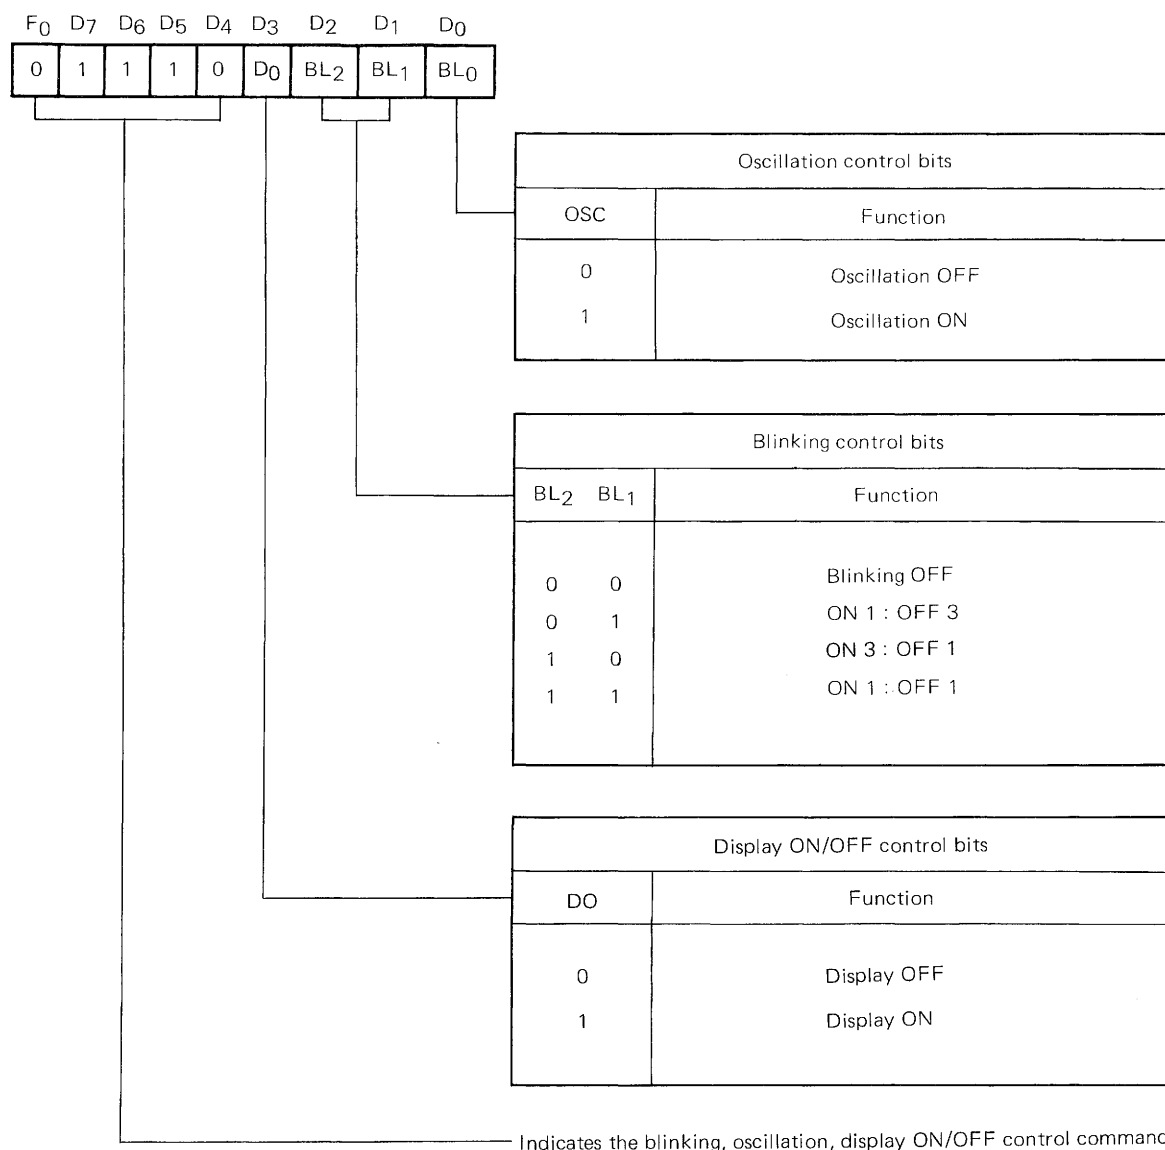 F0 D7 D6 D5 D4 D3 D2 D1 D0
0 1 1 1 0 D0 BL2 BL1 BL0
Oscillation control bits
OSC Function
0 Oscillation OFF
1 Oscillation ON
Blinking control bits
BL2 BL1 Function
0 0 Blinking OFF
0 1 ON 1 : OFF 3
1 0 ON 3 : OFF 1
1 1 ON 1 : OFF 1
Display ON/OFF control bits
DO Function
0 Display OFF
1 Display ON
Indicates the blinking, oscillation, display ON/OFF control command